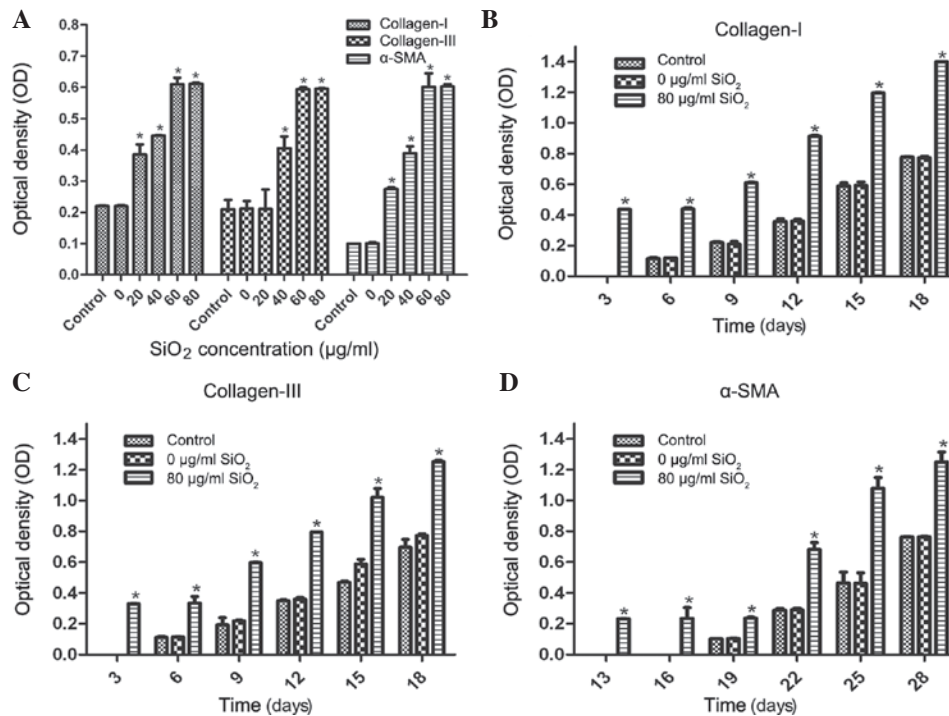 A
Optical density (OD)
0.8
0.7
0.6
0.5
0.4
0.3
0.2
0.1
0.0
Collagen-I
Collagen-III
α-SMA
* * * * * * * * * * *
Control 0 20 40 60 80 Control 0 20 40 60 80 Control 0 20 40 60 80
SiO2 concentration (µg/ml)
B
Collagen-I
Optical density (OD)
1.4
1.2
1.0
0.8
0.6
0.4
0.2
0.0
Control
0 µg/ml SiO2
80 µg/ml SiO2
* * * * * *
3 6 9 12 15 18
Time (days)
C
Collagen-III
Optical density (OD)
1.4
1.2
1.0
0.8
0.6
0.4
0.2
0.0
Control
0 µg/ml SiO2
80 µg/ml SiO2
* * * * * *
3 6 9 12 15 18
Time (days)
D
α-SMA
Optical density (OD)
1.4
1.2
1.0
0.8
0.6
0.4
0.2
0.0
Control
0 µg/ml SiO2
80 µg/ml SiO2
* * * * * *
13 16 19 22 25 28
Time (days)